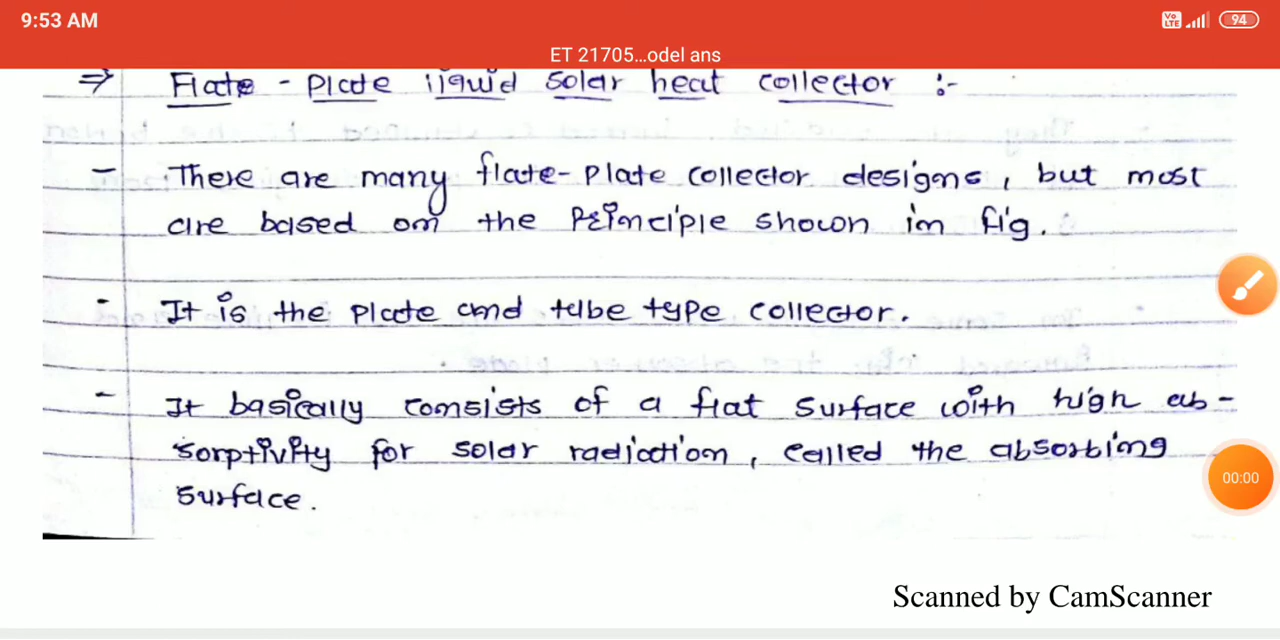 9:53 AM
Vo LTE
94
ET 21705...odel ans
⇒ Flate - Plate liquid solar heat collector :-
- There are many flate-Plate collector designs, but most
are based on the Principle shown in fig.
- It is the Plate and tube type collector.
- It basically consists of a flat surface with high ab-
sorptivity for solar radiation, called the absorbing
surface.
00:00
Scanned by CamScanner